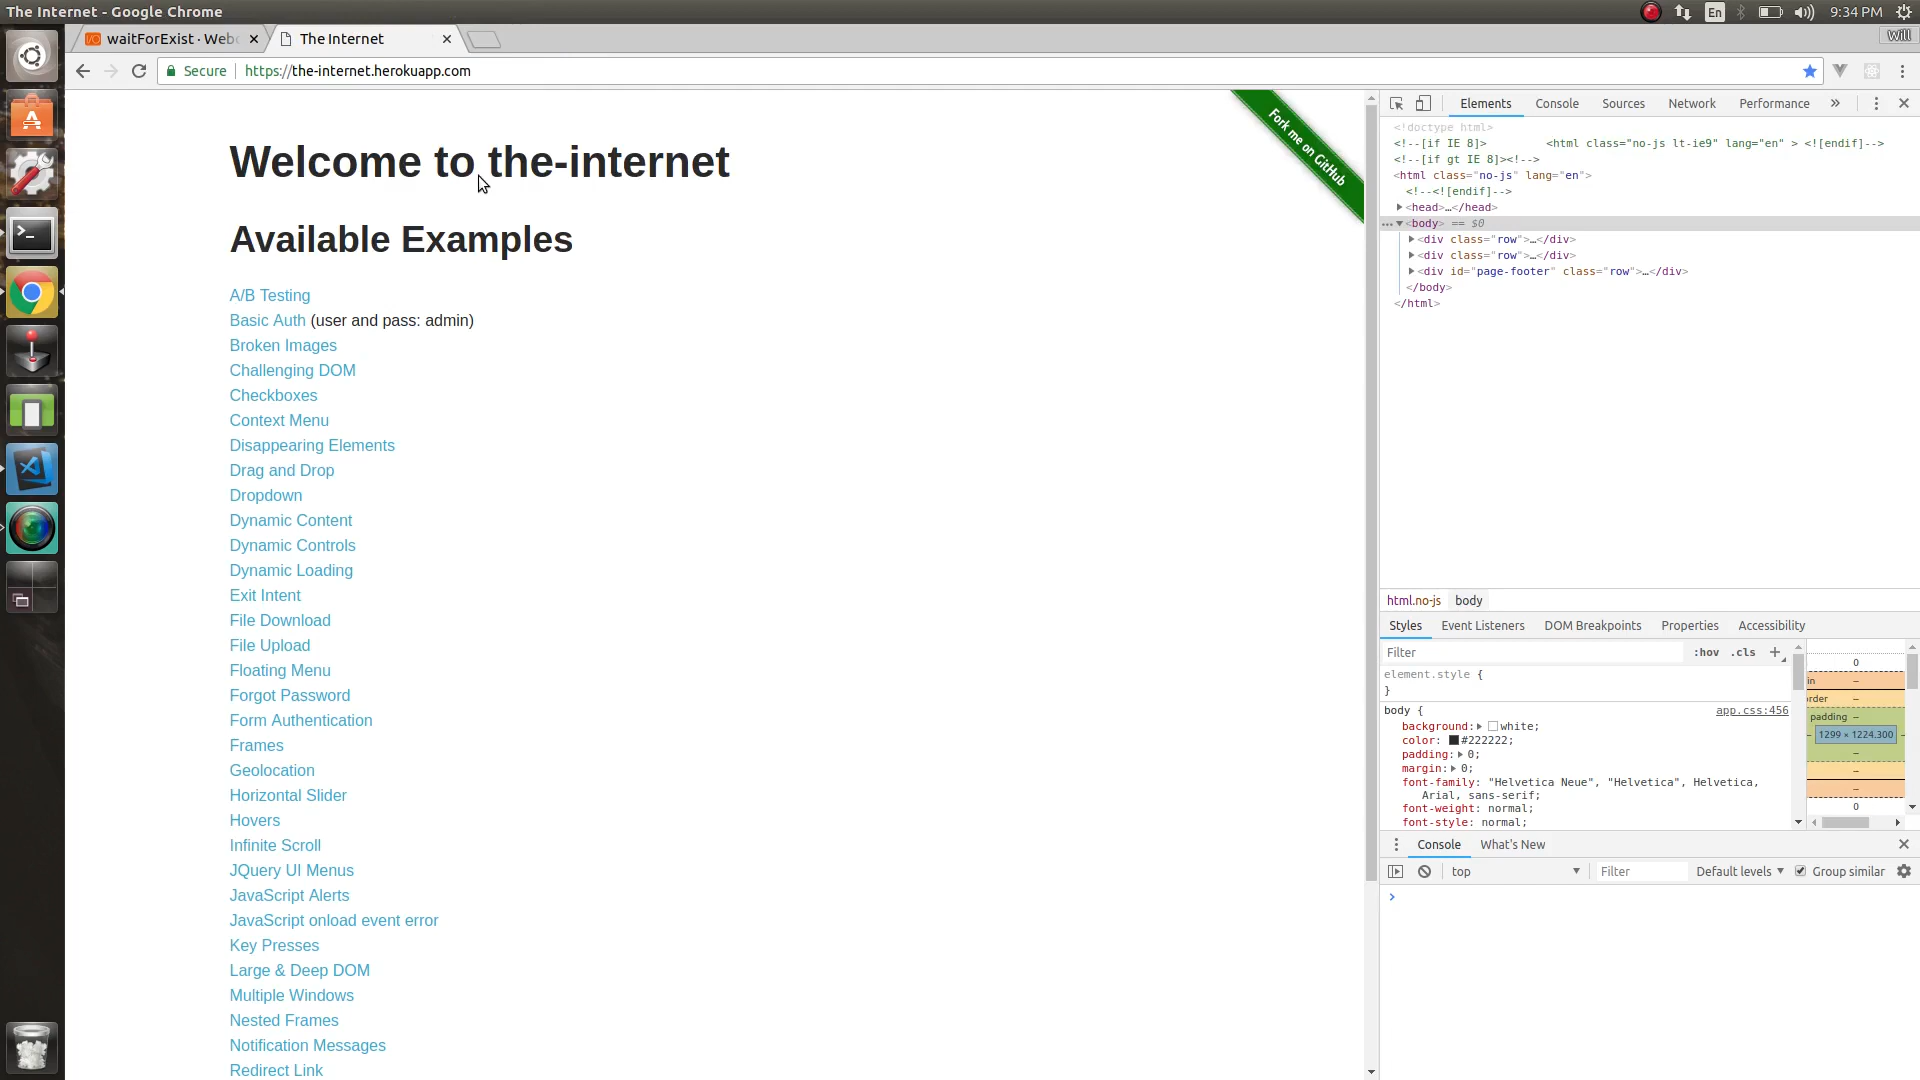 The Internet - Google Chrome
En
9:34 PM
waitForExist · Web
The Internet
Will
Secure
https://the-internet.herokuapp.com
Fork me on GitHub
Welcome to the-internet
Available Examples
A/B Testing
Basic Auth (user and pass: admin)
Broken Images
Challenging DOM
Checkboxes
Context Menu
Disappearing Elements
Drag and Drop
Dropdown
Dynamic Content
Dynamic Controls
Dynamic Loading
Exit Intent
File Download
File Upload
Floating Menu
Forgot Password
Form Authentication
Frames
Geolocation
Horizontal Slider
Hovers
Infinite Scroll
JQuery UI Menus
JavaScript Alerts
JavaScript onload event error
Key Presses
Large & Deep DOM
Multiple Windows
Nested Frames
Notification Messages
Redirect Link
Elements Console Sources Network Performance »
<!doctype html>
<!--[if IE 8]> <html class="no-js lt-ie9" lang="en" > <![endif]-->
<!--[if gt IE 8]><!-->
<html class="no-js" lang="en">
<!--<![endif]-->
<head>…</head>
<body> == $0
<div class="row">…</div>
<div class="row">…</div>
<div id="page-footer" class="row">…</div>
</body>
</html>
html.no-js body
Styles Event Listeners DOM Breakpoints Properties Accessibility
Filter :hov .cls +
element.style {
}
body { app.css:456
background: white;
color: #222222;
padding: 0;
margin: 0;
font-family: "Helvetica Neue", "Helvetica", Helvetica,
Arial, sans-serif;
font-weight: normal;
font-style: normal;
0
in –
order –
padding –
– 1299 × 1224.300 –
–
–
–
0
Console What's New
top Filter Default levels Group similar
>